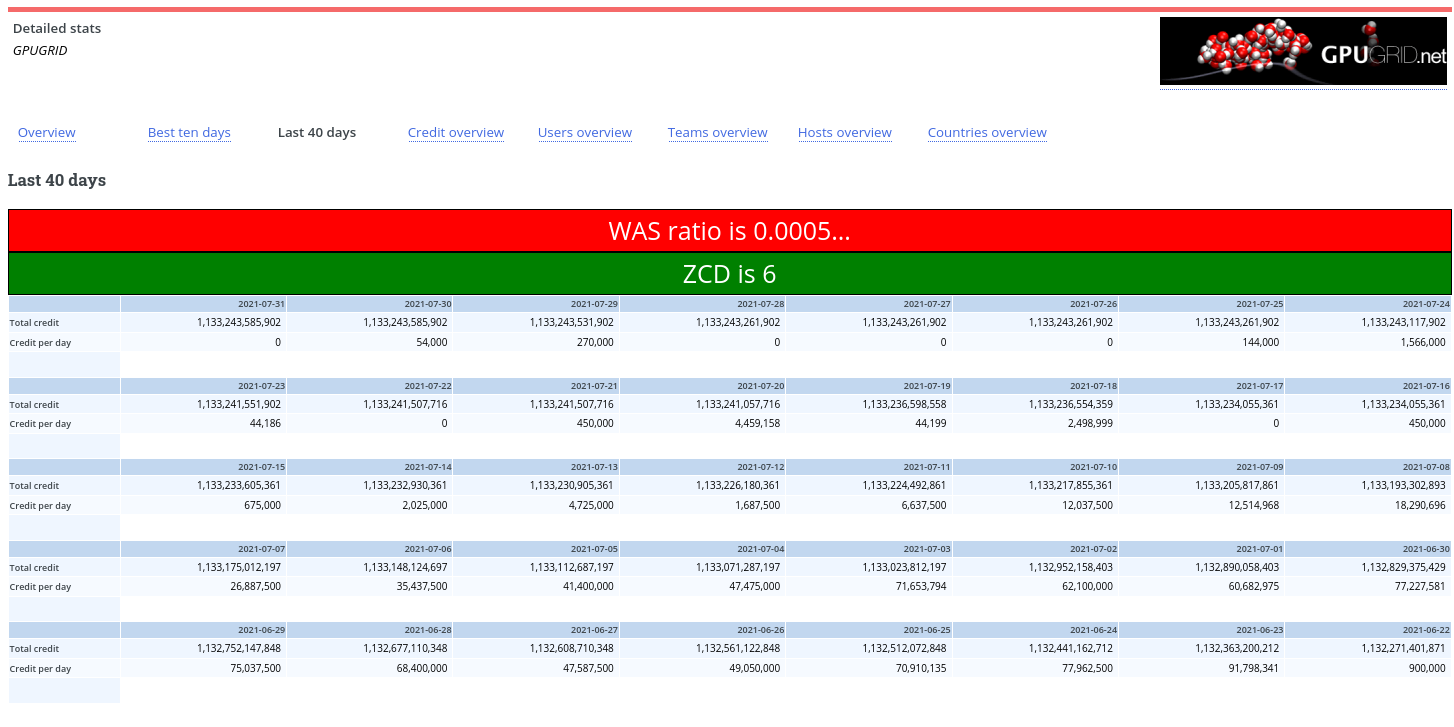 Detailed stats
GPUGRID
GPUGRID.net
Overview Best ten days Last 40 days Credit overview Users overview Teams overview Hosts overview Countries overview
Last 40 days
WAS ratio is 0.0005...
ZCD is 6
2021-07-31 2021-07-30 2021-07-29 2021-07-28 2021-07-27 2021-07-26 2021-07-25 2021-07-24
Total credit 1,133,243,585,902 1,133,243,585,902 1,133,243,531,902 1,133,243,261,902 1,133,243,261,902 1,133,243,261,902 1,133,243,261,902 1,133,243,117,902
Credit per day 0 54,000 270,000 0 0 0 144,000 1,566,000
2021-07-23 2021-07-22 2021-07-21 2021-07-20 2021-07-19 2021-07-18 2021-07-17 2021-07-16
Total credit 1,133,241,551,902 1,133,241,507,716 1,133,241,507,716 1,133,241,057,716 1,133,236,598,558 1,133,236,554,359 1,133,234,055,361 1,133,234,055,361
Credit per day 44,186 0 450,000 4,459,158 44,199 2,498,999 0 450,000
2021-07-15 2021-07-14 2021-07-13 2021-07-12 2021-07-11 2021-07-10 2021-07-09 2021-07-08
Total credit 1,133,233,605,361 1,133,232,930,361 1,133,230,905,361 1,133,226,180,361 1,133,224,492,861 1,133,217,855,361 1,133,205,817,861 1,133,193,302,893
Credit per day 675,000 2,025,000 4,725,000 1,687,500 6,637,500 12,037,500 12,514,968 18,290,696
2021-07-07 2021-07-06 2021-07-05 2021-07-04 2021-07-03 2021-07-02 2021-07-01 2021-06-30
Total credit 1,133,175,012,197 1,133,148,124,697 1,133,112,687,197 1,133,071,287,197 1,133,023,812,197 1,132,952,158,403 1,132,890,058,403 1,132,829,375,429
Credit per day 26,887,500 35,437,500 41,400,000 47,475,000 71,653,794 62,100,000 60,682,975 77,227,581
2021-06-29 2021-06-28 2021-06-27 2021-06-26 2021-06-25 2021-06-24 2021-06-23 2021-06-22
Total credit 1,132,752,147,848 1,132,677,110,348 1,132,608,710,348 1,132,561,122,848 1,132,512,072,848 1,132,441,162,712 1,132,363,200,212 1,132,271,401,871
Credit per day 75,037,500 68,400,000 47,587,500 49,050,000 70,910,135 77,962,500 91,798,341 900,000